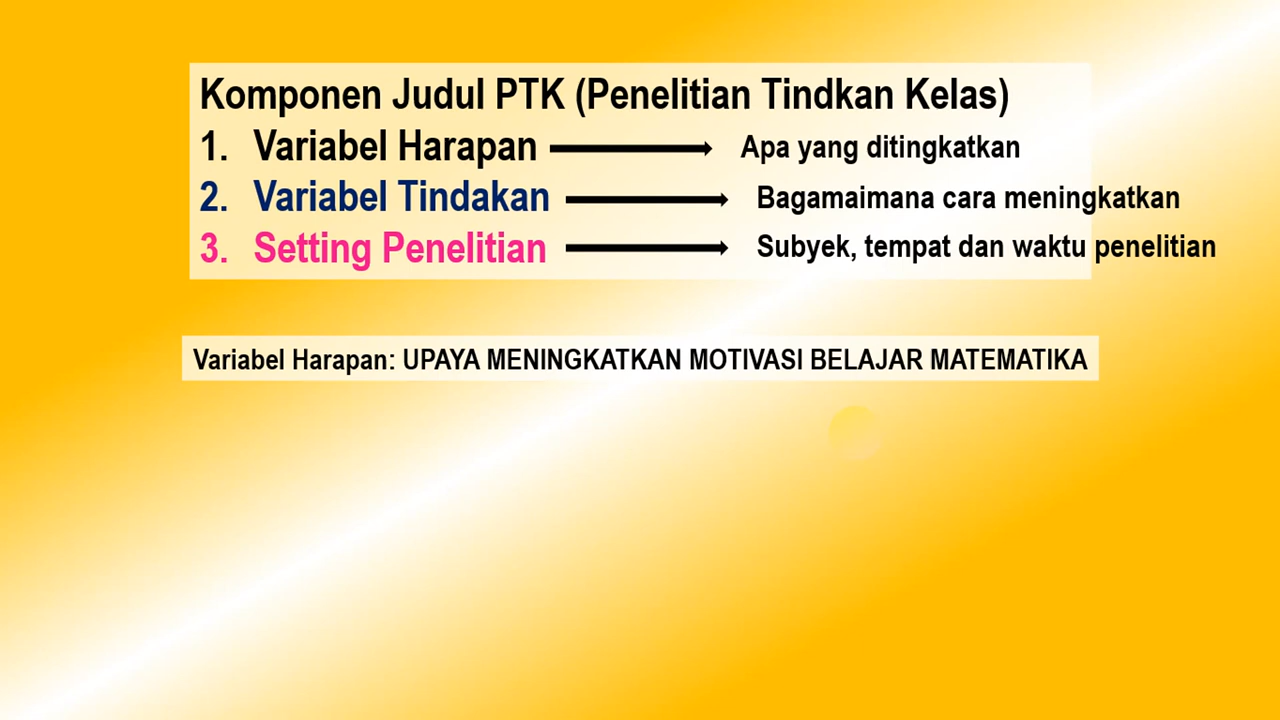 Komponen Judul PTK (Penelitian Tindkan Kelas)
1. Variabel Harapan Apa yang ditingkatkan
2. Variabel Tindakan Bagamaimana cara meningkatkan
3. Setting Penelitian Subyek, tempat dan waktu penelitian
Variabel Harapan: UPAYA MENINGKATKAN MOTIVASI BELAJAR MATEMATIKA